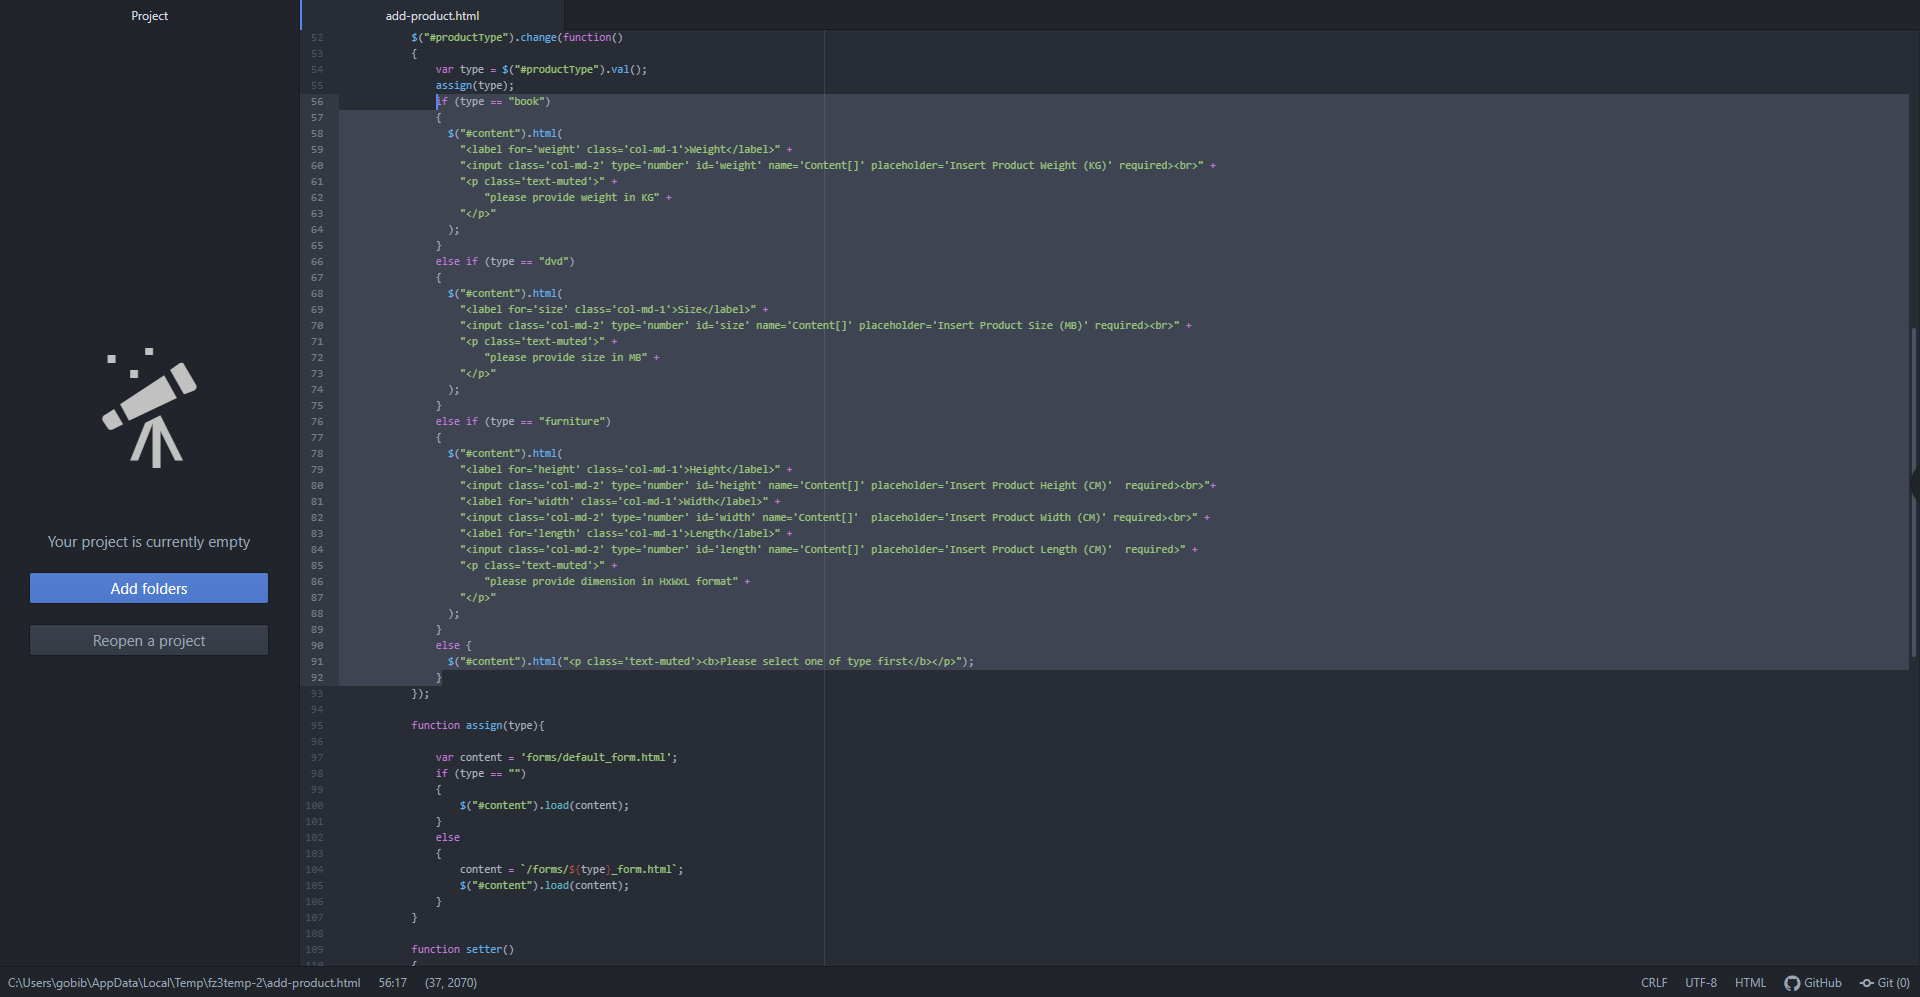 Project
add-product.html
52 $("#productType").change(function()
53 {
54 var type = $("#productType").val();
55 assign(type);
56 if (type == "book")
57 {
58 $("#content").html(
59 "<label for='weight' class='col-md-1'>Weight</label>" +
60 "<input class='col-md-2' type='number' id='weight' name='Content[]' placeholder='Insert Product Weight (KG)' required><br>" +
61 "<p class='text-muted'>" +
62 "please provide weight in KG" +
63 "</p>"
64 );
65 }
66 else if (type == "dvd")
67 {
68 $("#content").html(
69 "<label for='size' class='col-md-1'>Size</label>" +
70 "<input class='col-md-2' type='number' id='size' name='Content[]' placeholder='Insert Product Size (MB)' required><br>" +
71 "<p class='text-muted'>" +
72 "please provide size in MB" +
73 "</p>"
74 );
75 }
76 else if (type == "furniture")
77 {
78 $("#content").html(
79 "<label for='height' class='col-md-1'>Height</label>" +
80 "<input class='col-md-2' type='number' id='height' name='Content[]' placeholder='Insert Product Height (CM)'  required><br>"+
81 "<label for='width' class='col-md-1'>Width</label>" +
82 "<input class='col-md-2' type='number' id='width' name='Content[]'  placeholder='Insert Product Width (CM)' required><br>" +
83 "<label for='length' class='col-md-1'>Length</label>" +
84 "<input class='col-md-2' type='number' id='length' name='Content[]' placeholder='Insert Product Length (CM)'  required>" +
85 "<p class='text-muted'>" +
86 "please provide dimension in HxWxL format" +
87 "</p>"
88 );
89 }
90 else {
91 $("#content").html("<p class='text-muted'><b>Please select one of type first</b></p>");
92 }
93 });
94
95 function assign(type){
96
97 var content = 'forms/default_form.html';
98 if (type == "")
99 {
100 $("#content").load(content);
101 }
102 else
103 {
104 content = `/forms/${type}_form.html`;
105 $("#content").load(content);
106 }
107 }
108
109 function setter()
110 {
Your project is currently empty
Add folders
Reopen a project
C:\Users\gobib\AppData\Local\Temp\fz3temp-2\add-product.html 56:17 (37, 2070) CRLF UTF-8 HTML GitHub Git (0)